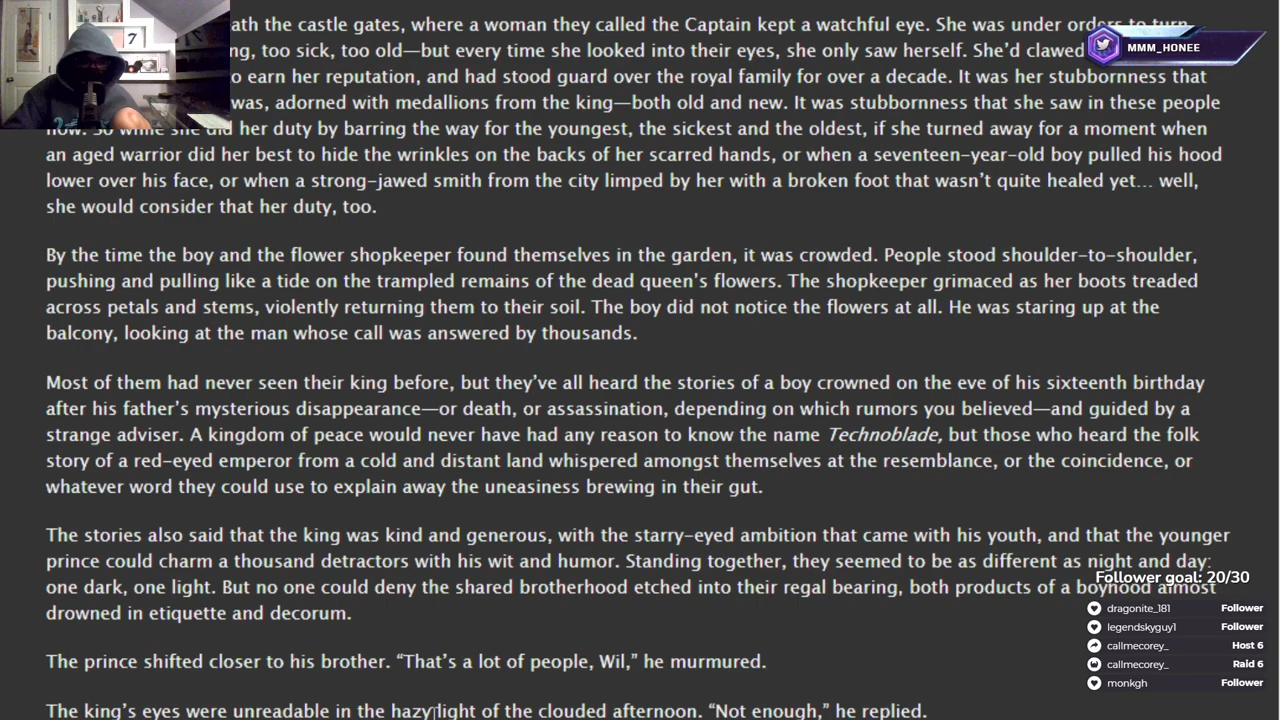 ath the castle gates, where a woman they called the Captain kept a watchful eye. She was under orders to turn
ng, too sick, too old—but every time she looked into their eyes, she only saw herself. She'd clawed
o earn her reputation, and had stood guard over the royal family for over a decade. It was her stubbornness that
was, adorned with medallions from the king—both old and new. It was stubbornness that she saw in these people
now. So while she did her duty by barring the way for the youngest, the sickest and the oldest, if she turned away for a moment when
an aged warrior did her best to hide the wrinkles on the backs of her scarred hands, or when a seventeen-year-old boy pulled his hood
lower over his face, or when a strong-jawed smith from the city limped by her with a broken foot that wasn't quite healed yet… well,
she would consider that her duty, too.
By the time the boy and the flower shopkeeper found themselves in the garden, it was crowded. People stood shoulder-to-shoulder,
pushing and pulling like a tide on the trampled remains of the dead queen's flowers. The shopkeeper grimaced as her boots treaded
across petals and stems, violently returning them to their soil. The boy did not notice the flowers at all. He was staring up at the
balcony, looking at the man whose call was answered by thousands.
Most of them had never seen their king before, but they've all heard the stories of a boy crowned on the eve of his sixteenth birthday
after his father's mysterious disappearance—or death, or assassination, depending on which rumors you believed—and guided by a
strange adviser. A kingdom of peace would never have had any reason to know the name Technoblade, but those who heard the folk
story of a red-eyed emperor from a cold and distant land whispered amongst themselves at the resemblance, or the coincidence, or
whatever word they could use to explain away the uneasiness brewing in their gut.
The stories also said that the king was kind and generous, with the starry-eyed ambition that came with his youth, and that the younger
prince could charm a thousand detractors with his wit and humor. Standing together, they seemed to be as different as night and day:
one dark, one light. But no one could deny the shared brotherhood etched into their regal bearing, both products of a boyhood almost
drowned in etiquette and decorum.
The prince shifted closer to his brother. “That's a lot of people, Wil,” he murmured.
The king's eyes were unreadable in the hazy light of the clouded afternoon. “Not enough,” he replied.
7
MMM_HONEE
Follower goal: 20/30
dragonite_181 Follower
legendskyguy1 Follower
callmecorey_ Host 6
callmecorey_ Raid 6
monkgh Follower